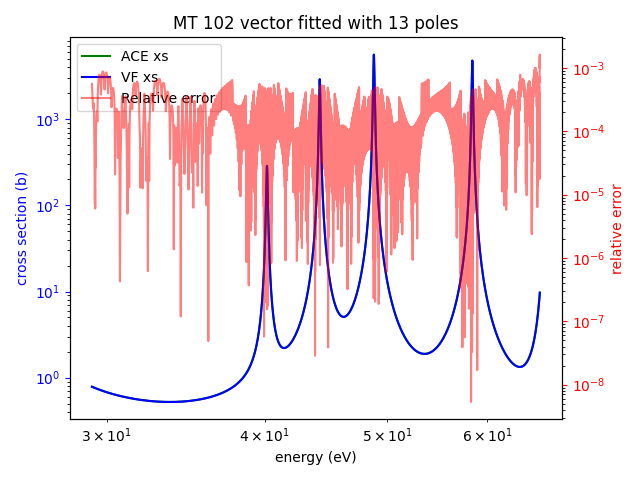 MT 102 vector fitted with 13 poles
ACE xs
VF xs
Relative error
cross section (b)
10³
10²
10¹
10⁰
relative error
10⁻³
10⁻⁴
10⁻⁵
10⁻⁶
10⁻⁷
10⁻⁸
3 × 10¹ 4 × 10¹ 5 × 10¹ 6 × 10¹
energy (eV)